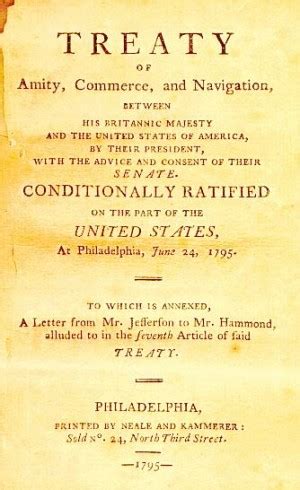 TREATY
OF
Amity, Commerce, and Navigation,
BETWEEN
HIS BRITANNIC MAJESTY
AND THE UNITED STATES OF AMERICA,
BY THEIR PRESIDENT,
WITH THE ADVICE AND CONSENT OF THEIR
SENATE.
CONDITIONALLY RATIFIED
ON THE PART OF THE
UNITED STATES,
At Philadelphia, June 24, 1795.
TO WHICH IS ANNEXED,
A Letter from Mr. Jefferson to Mr. Hammond,
alluded to in the ſeventh Article of ſaid
TREATY.
PHILADELPHIA,
PRINTED BY NEALE AND KAMMERER:
Sold No. 24, North Third Street.
—1795—